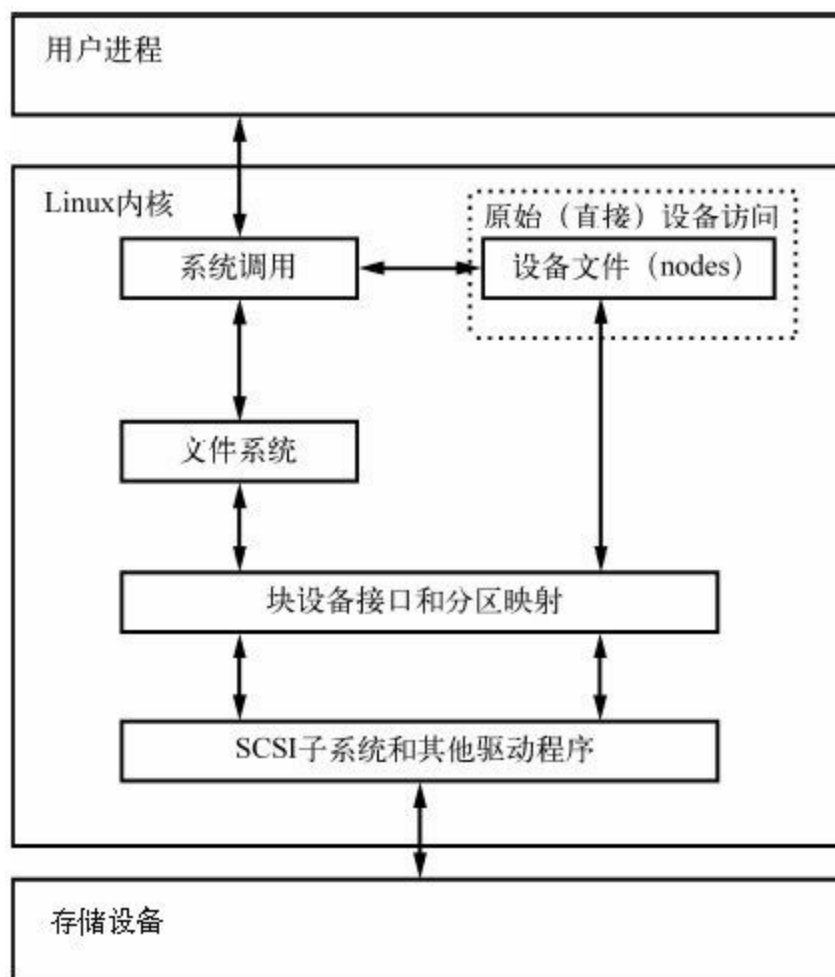 用户进程
Linux内核
原始（直接）设备访问
系统调用
设备文件（nodes）
文件系统
块设备接口和分区映射
SCSI子系统和其他驱动程序
存储设备